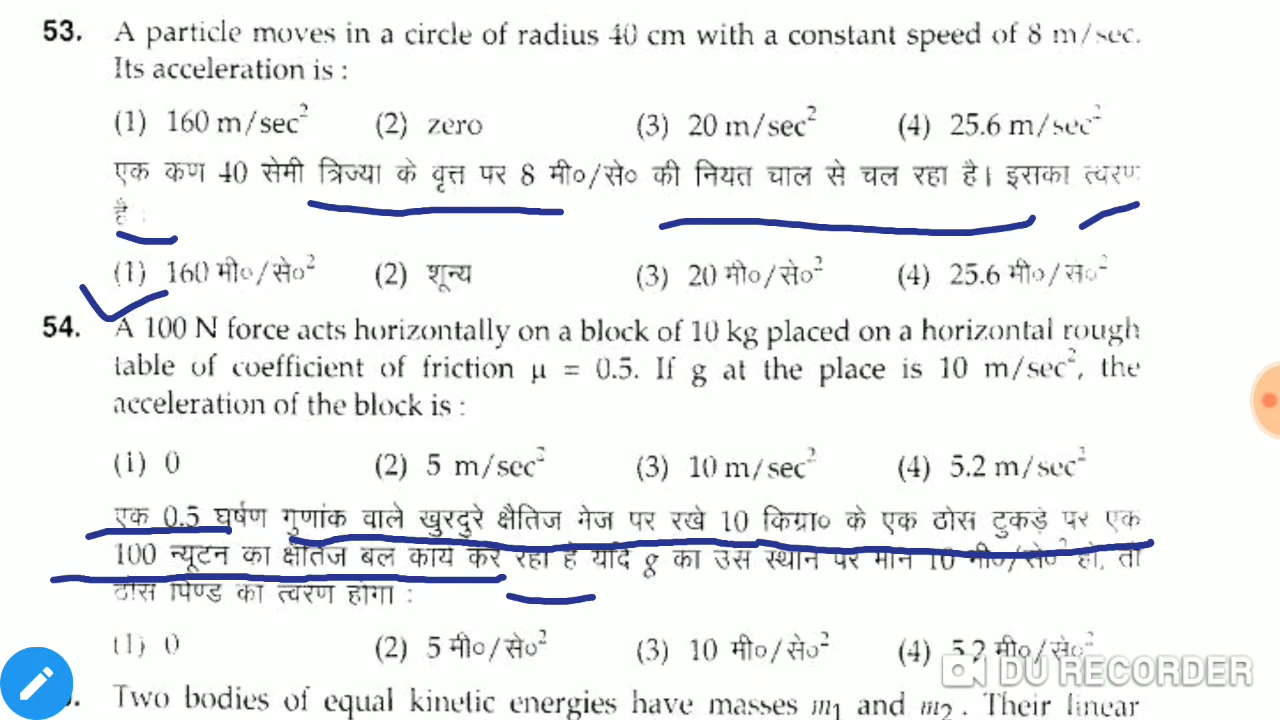 53. A particle moves in a circle of radius 40 cm with a constant speed of 8 m/sec.
Its acceleration is :
(1) 160 m/sec² (2) zero (3) 20 m/sec² (4) 25.6 m/sec²
एक कण 40 सेमी त्रिज्या के वृत्त पर 8 मी०/से० की नियत चाल से चल रहा है। इसका त्वरण
है :
(1) 160 मी०/से०² (2) शून्य (3) 20 मी०/से०² (4) 25.6 मी०/से०²
54. A 100 N force acts horizontally on a block of 10 kg placed on a horizontal rough
table of coefficient of friction μ = 0.5. If g at the place is 10 m/sec², the
acceleration of the block is :
(1) 0 (2) 5 m/sec² (3) 10 m/sec² (4) 5.2 m/sec²
एक 0.5 घर्षण गुणांक वाले खुरदुरे क्षैतिज मेज पर रखे 10 किग्रा० के एक ठोस टुकड़े पर एक
100 न्यूटन का क्षैतिज बल कार्य कर रहा है यदि g का उस स्थान पर मान 10 मी०/से०² हो, तो
ठोस पिण्ड का त्वरण होगा :
(1) 0 (2) 5 मी०/से०² (3) 10 मी०/से०² (4) 5.2 मी०/से०²
DU RECORDER
Two bodies of equal kinetic energies have masses m₁ and m₂. Their linear